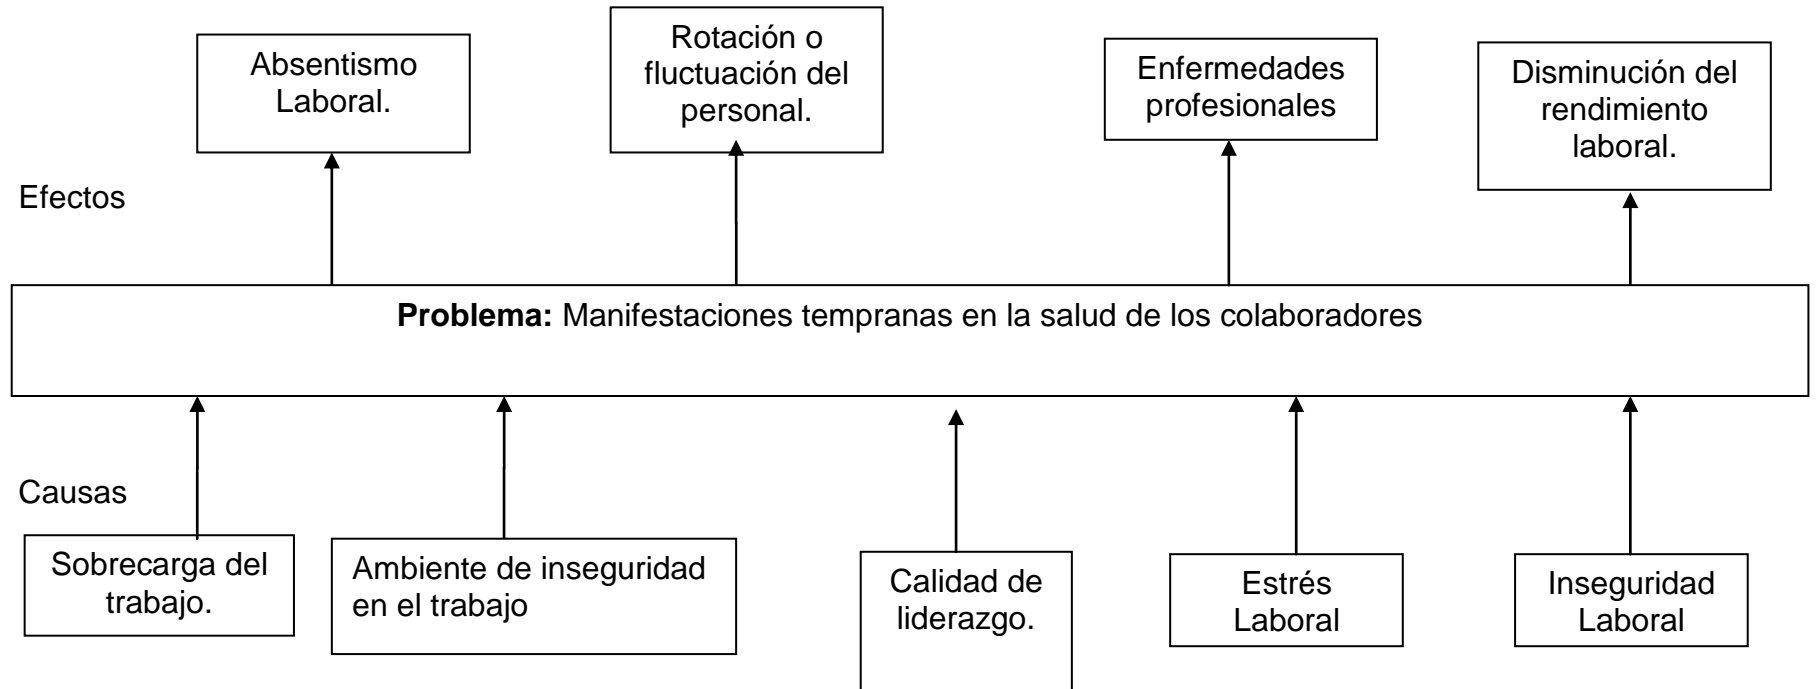 Absentismo
Laboral.
Rotación o
fluctuación del
personal.
Enfermedades
profesionales
Disminución del
rendimiento
laboral.
Efectos
Problema: Manifestaciones tempranas en la salud de los colaboradores
Causas
Sobrecarga del
trabajo.
Ambiente de inseguridad
en el trabajo
Calidad de
liderazgo.
Estrés
Laboral
Inseguridad
Laboral